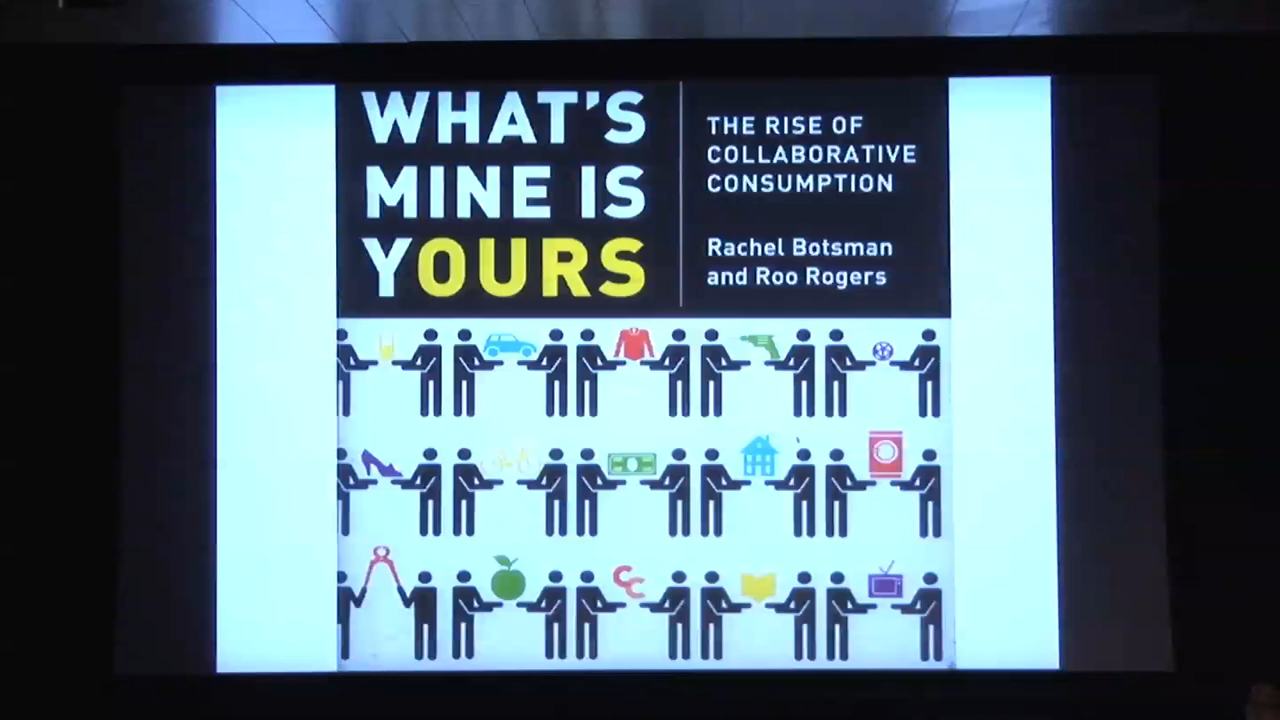 WHAT'S
MINE IS
YOURS
THE RISE OF
COLLABORATIVE
CONSUMPTION
Rachel Botsman
and Roo Rogers